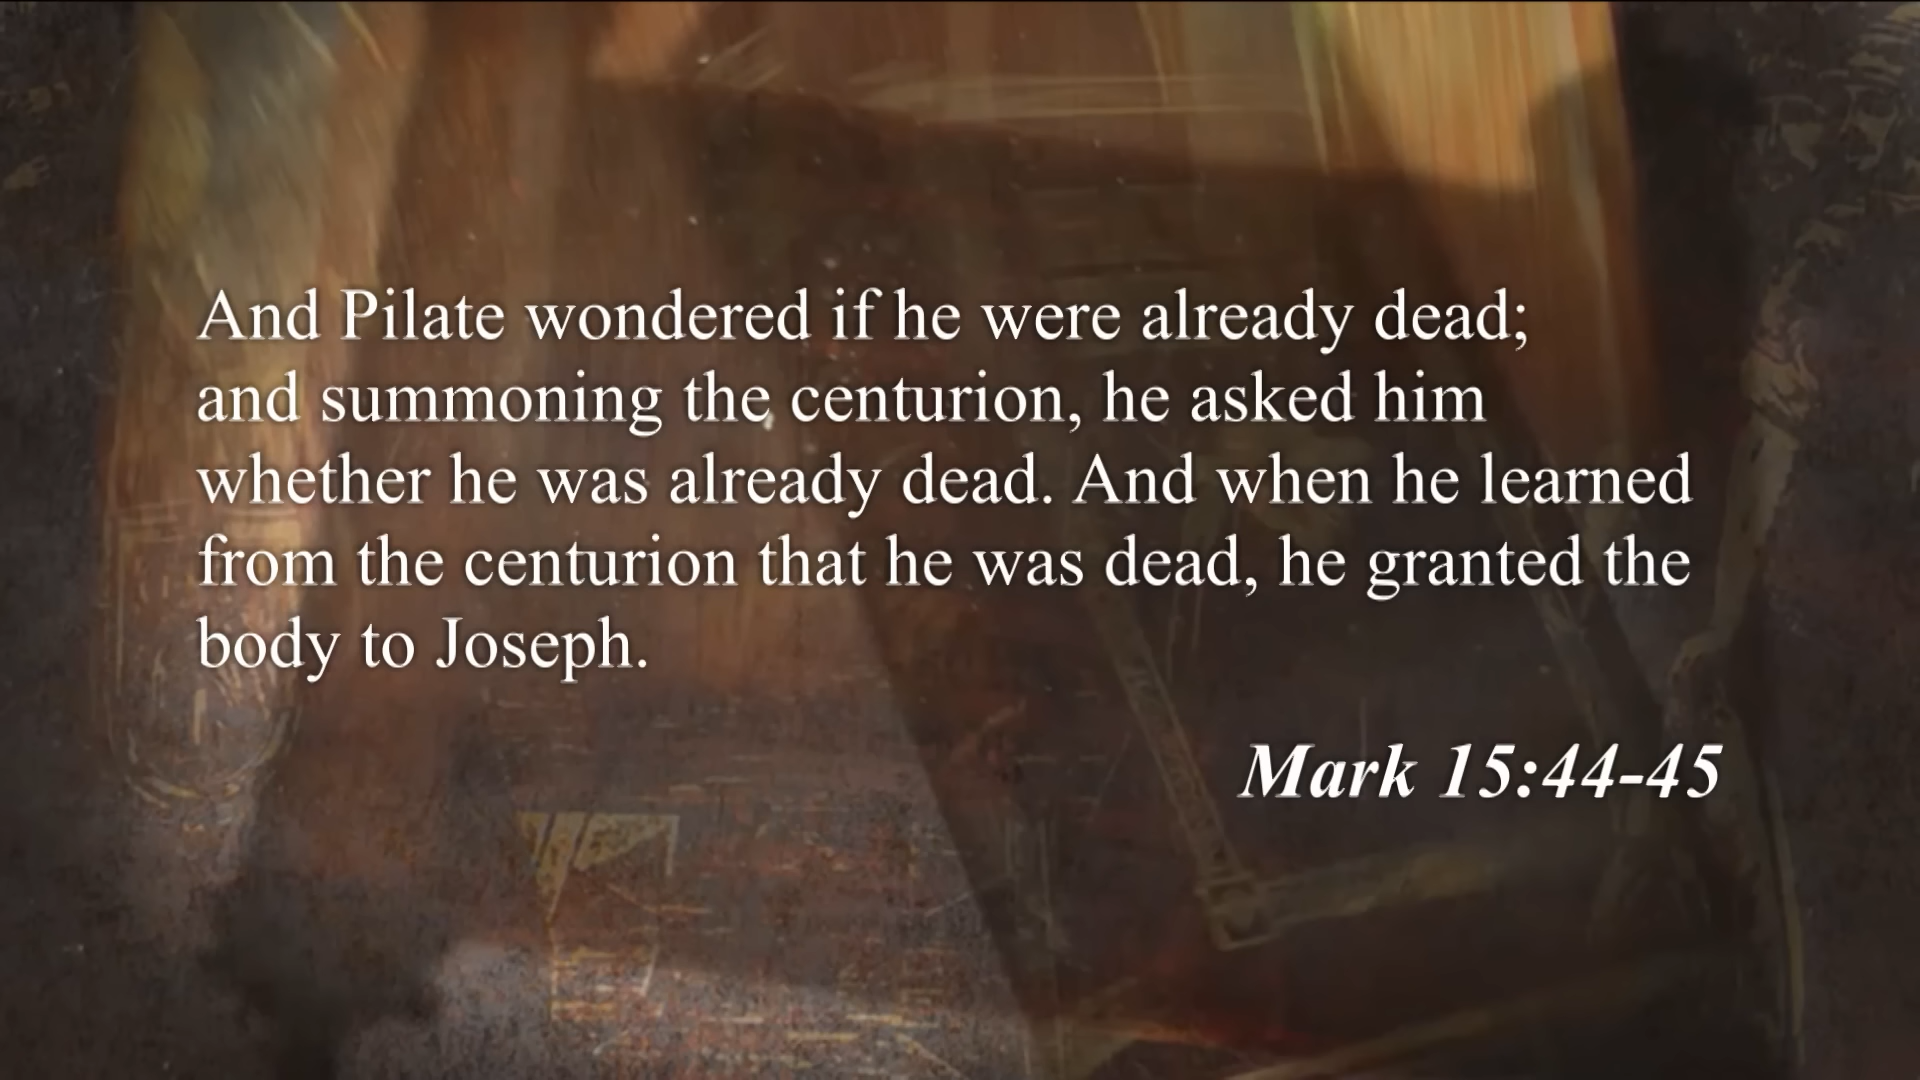 And Pilate wondered if he were already dead;
and summoning the centurion, he asked him
whether he was already dead. And when he learned
from the centurion that he was dead, he granted the
body to Joseph.
Mark 15:44-45